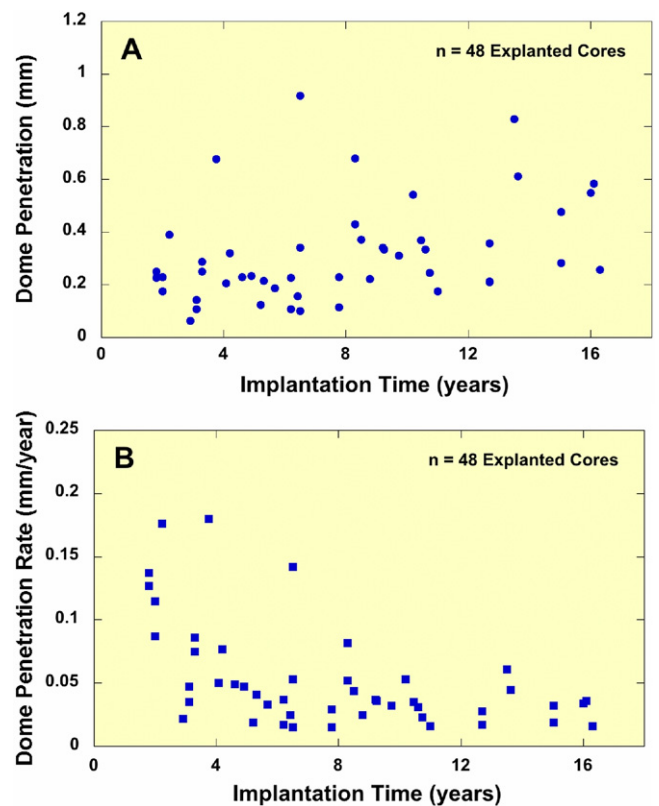 A
n = 48 Explanted Cores
Dome Penetration (mm)
1.2
1
0.8
0.6
0.4
0.2
0
0 4 8 12 16
Implantation Time (years)
B
n = 48 Explanted Cores
Dome Penetration Rate (mm/year)
0.25
0.2
0.15
0.1
0.05
0
0 4 8 12 16
Implantation Time (years)